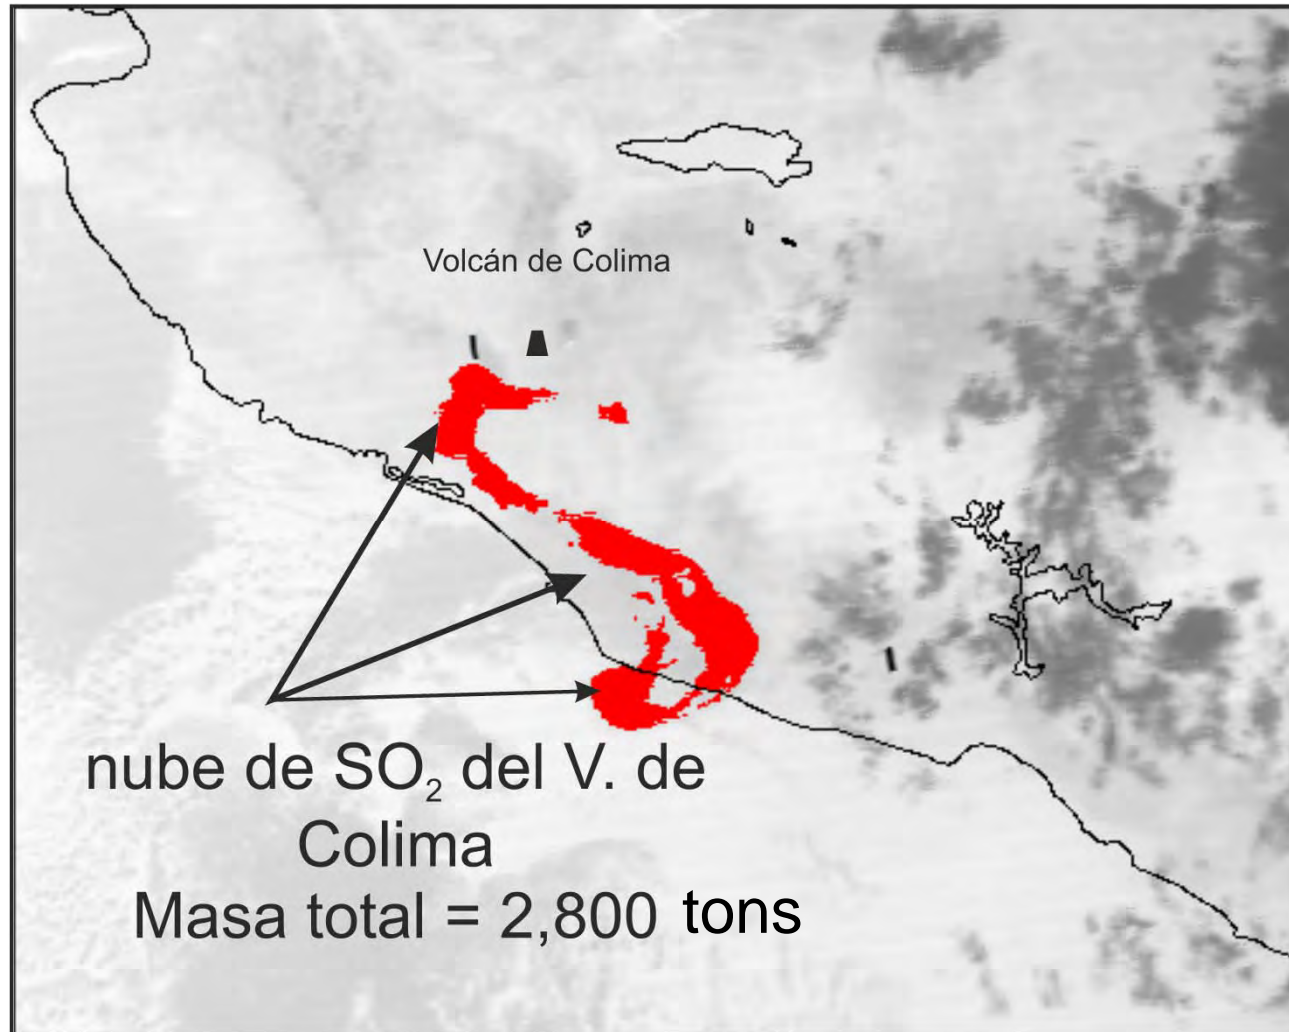 Volcán de Colima
nube de SO₂ del V. de
Colima
Masa total = 2,800 tons